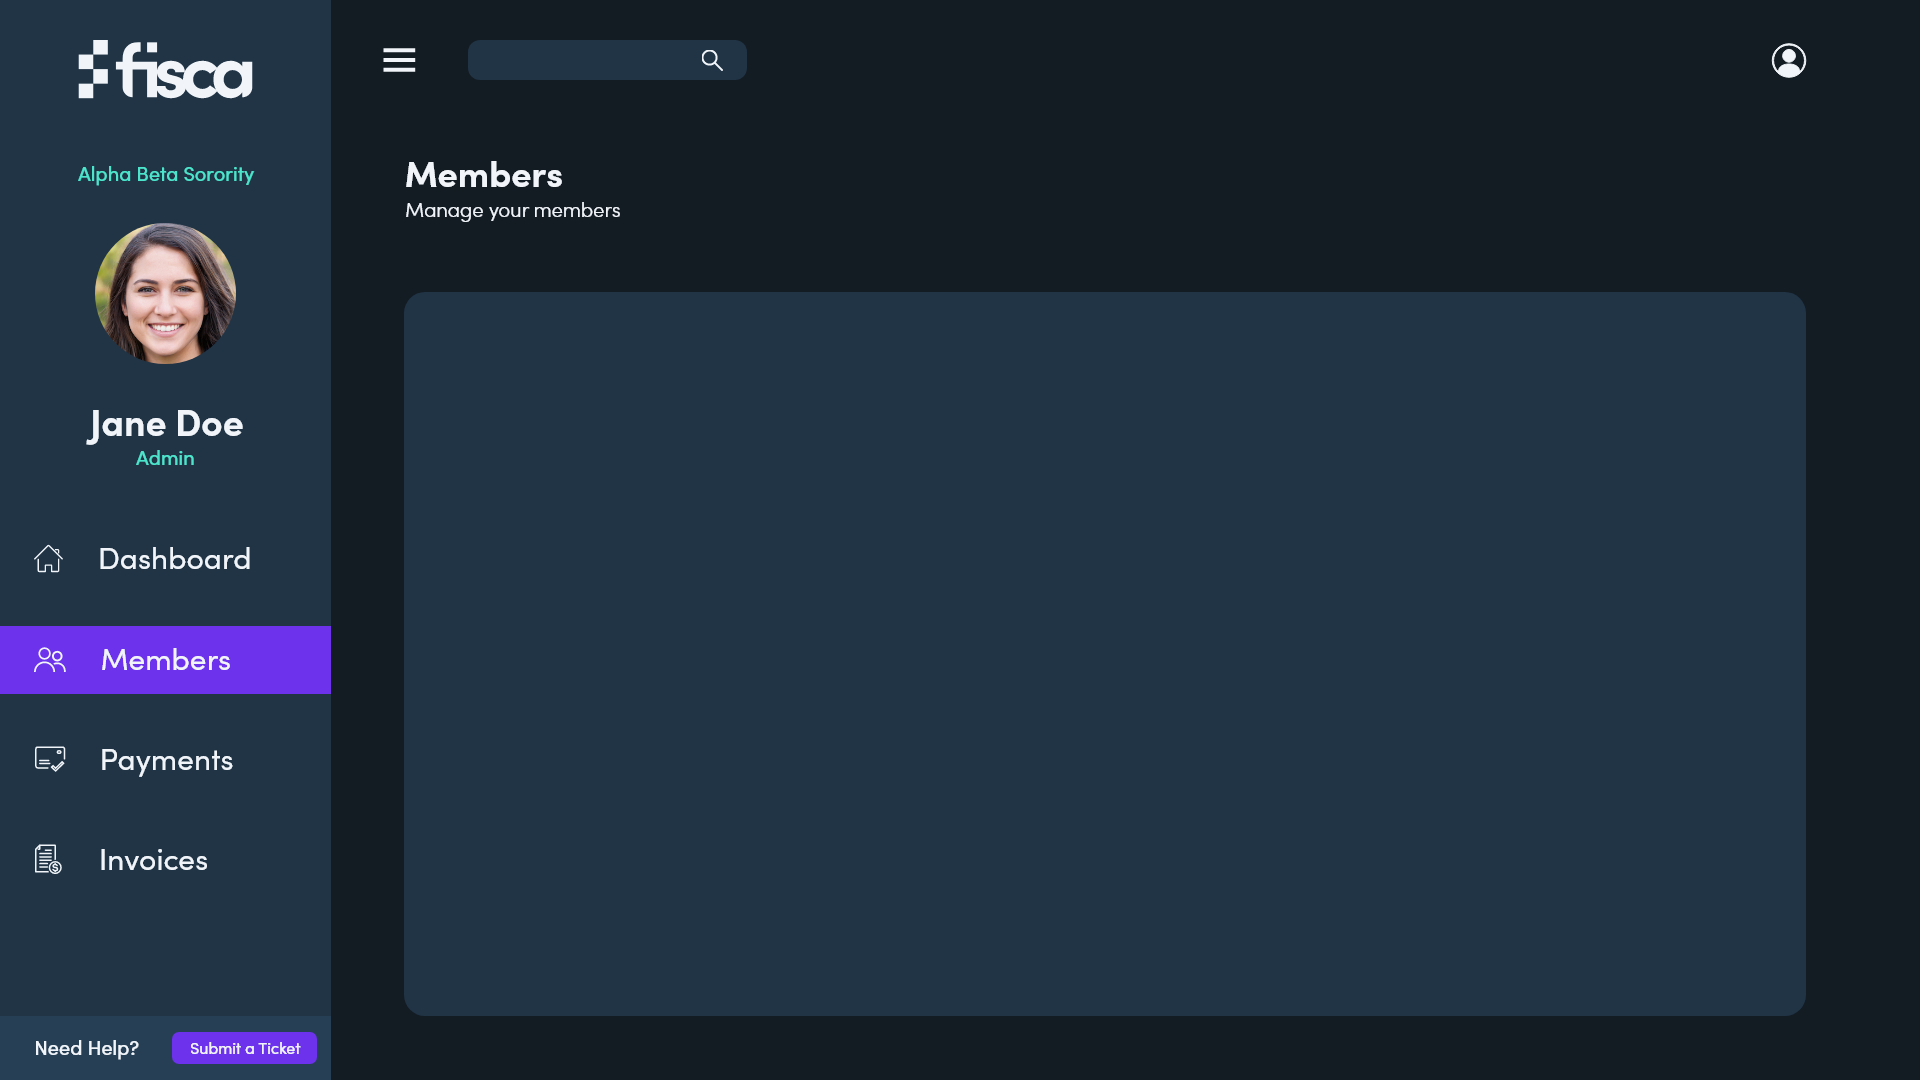 fisca
Alpha Beta Sorority
Jane Doe
Admin
Dashboard
Members
Payments
Invoices
Need Help?
Submit a Ticket
Members
Manage your members